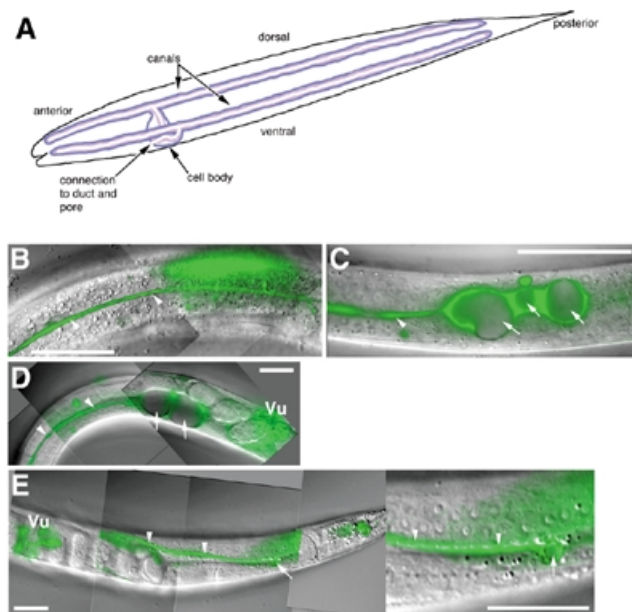 A
dorsal
posterior
canals
anterior
ventral
connection
to duct and
pore
cell body
B
C
D
Vu
E
Vu